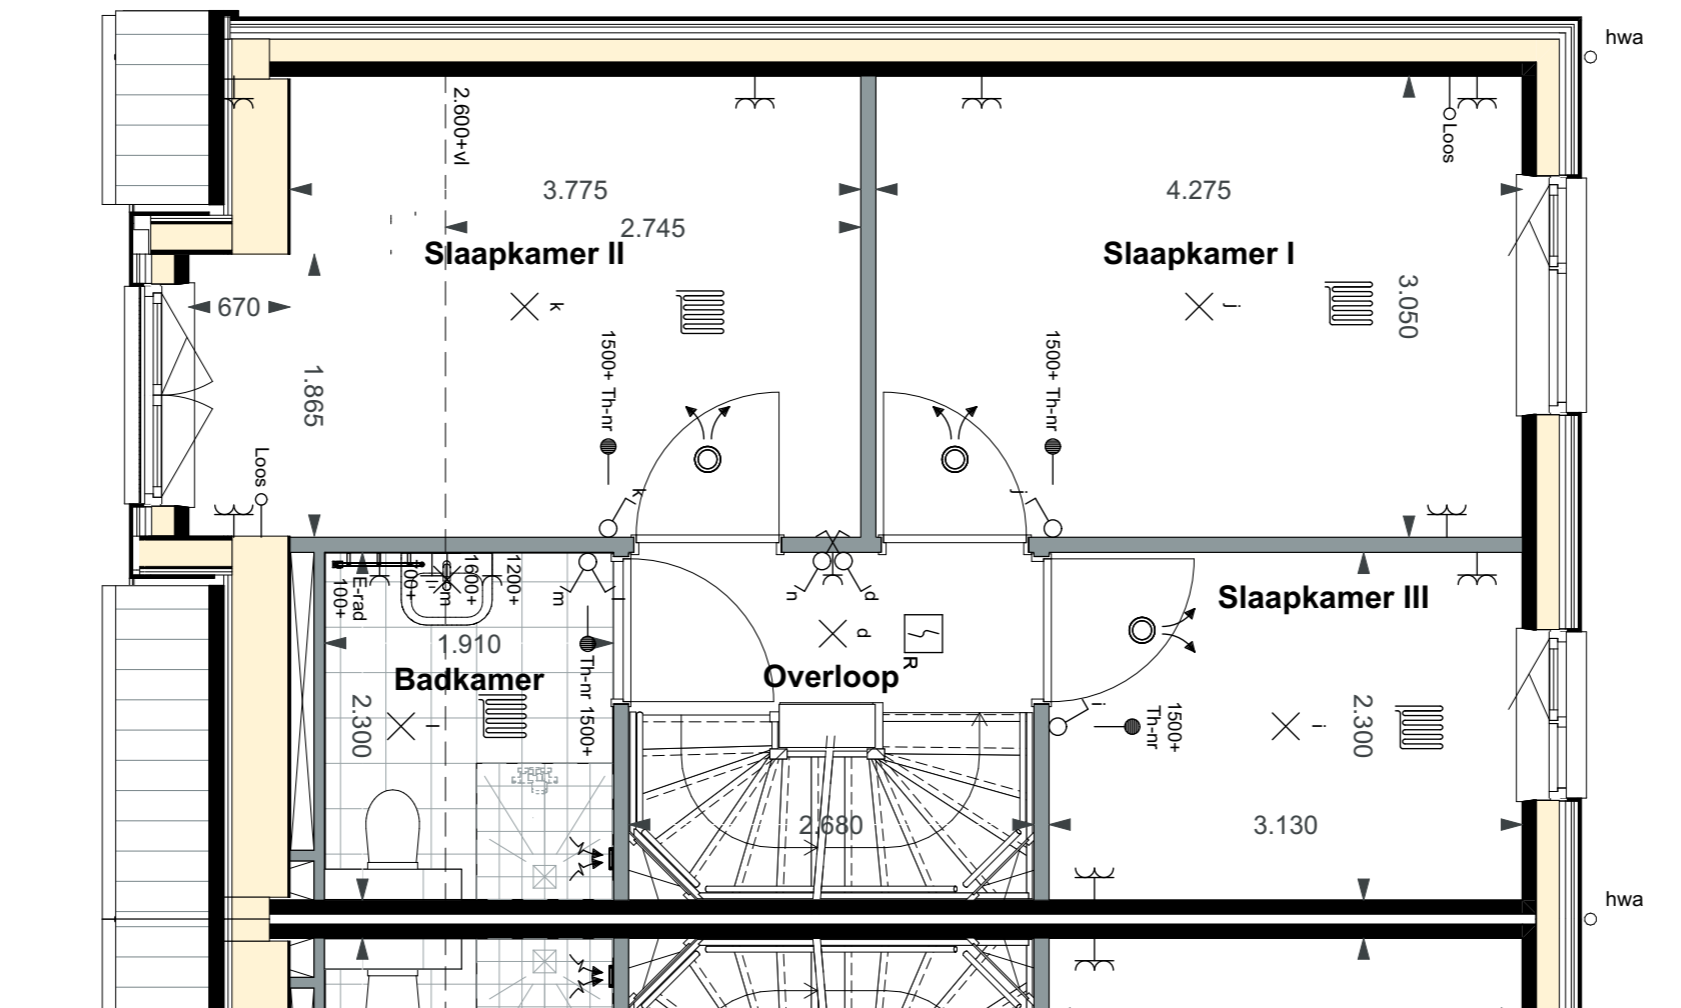 hwa
2.600+vl
Loos
3.775
4.275
2.745
Slaapkamer II
Slaapkamer I
670
k
j
3.050
1.865
1500+ Th-nr
1500+ Th-nr
Loos
k
j
E-rad
100+
1600+
1200+
m
n
d
Slaapkamer III
1.910
d
R
Badkamer
Overloop
Th-nr 1500+
2.300
l
i
1500+
Th-nr
i
2.300
2.680
3.130
hwa